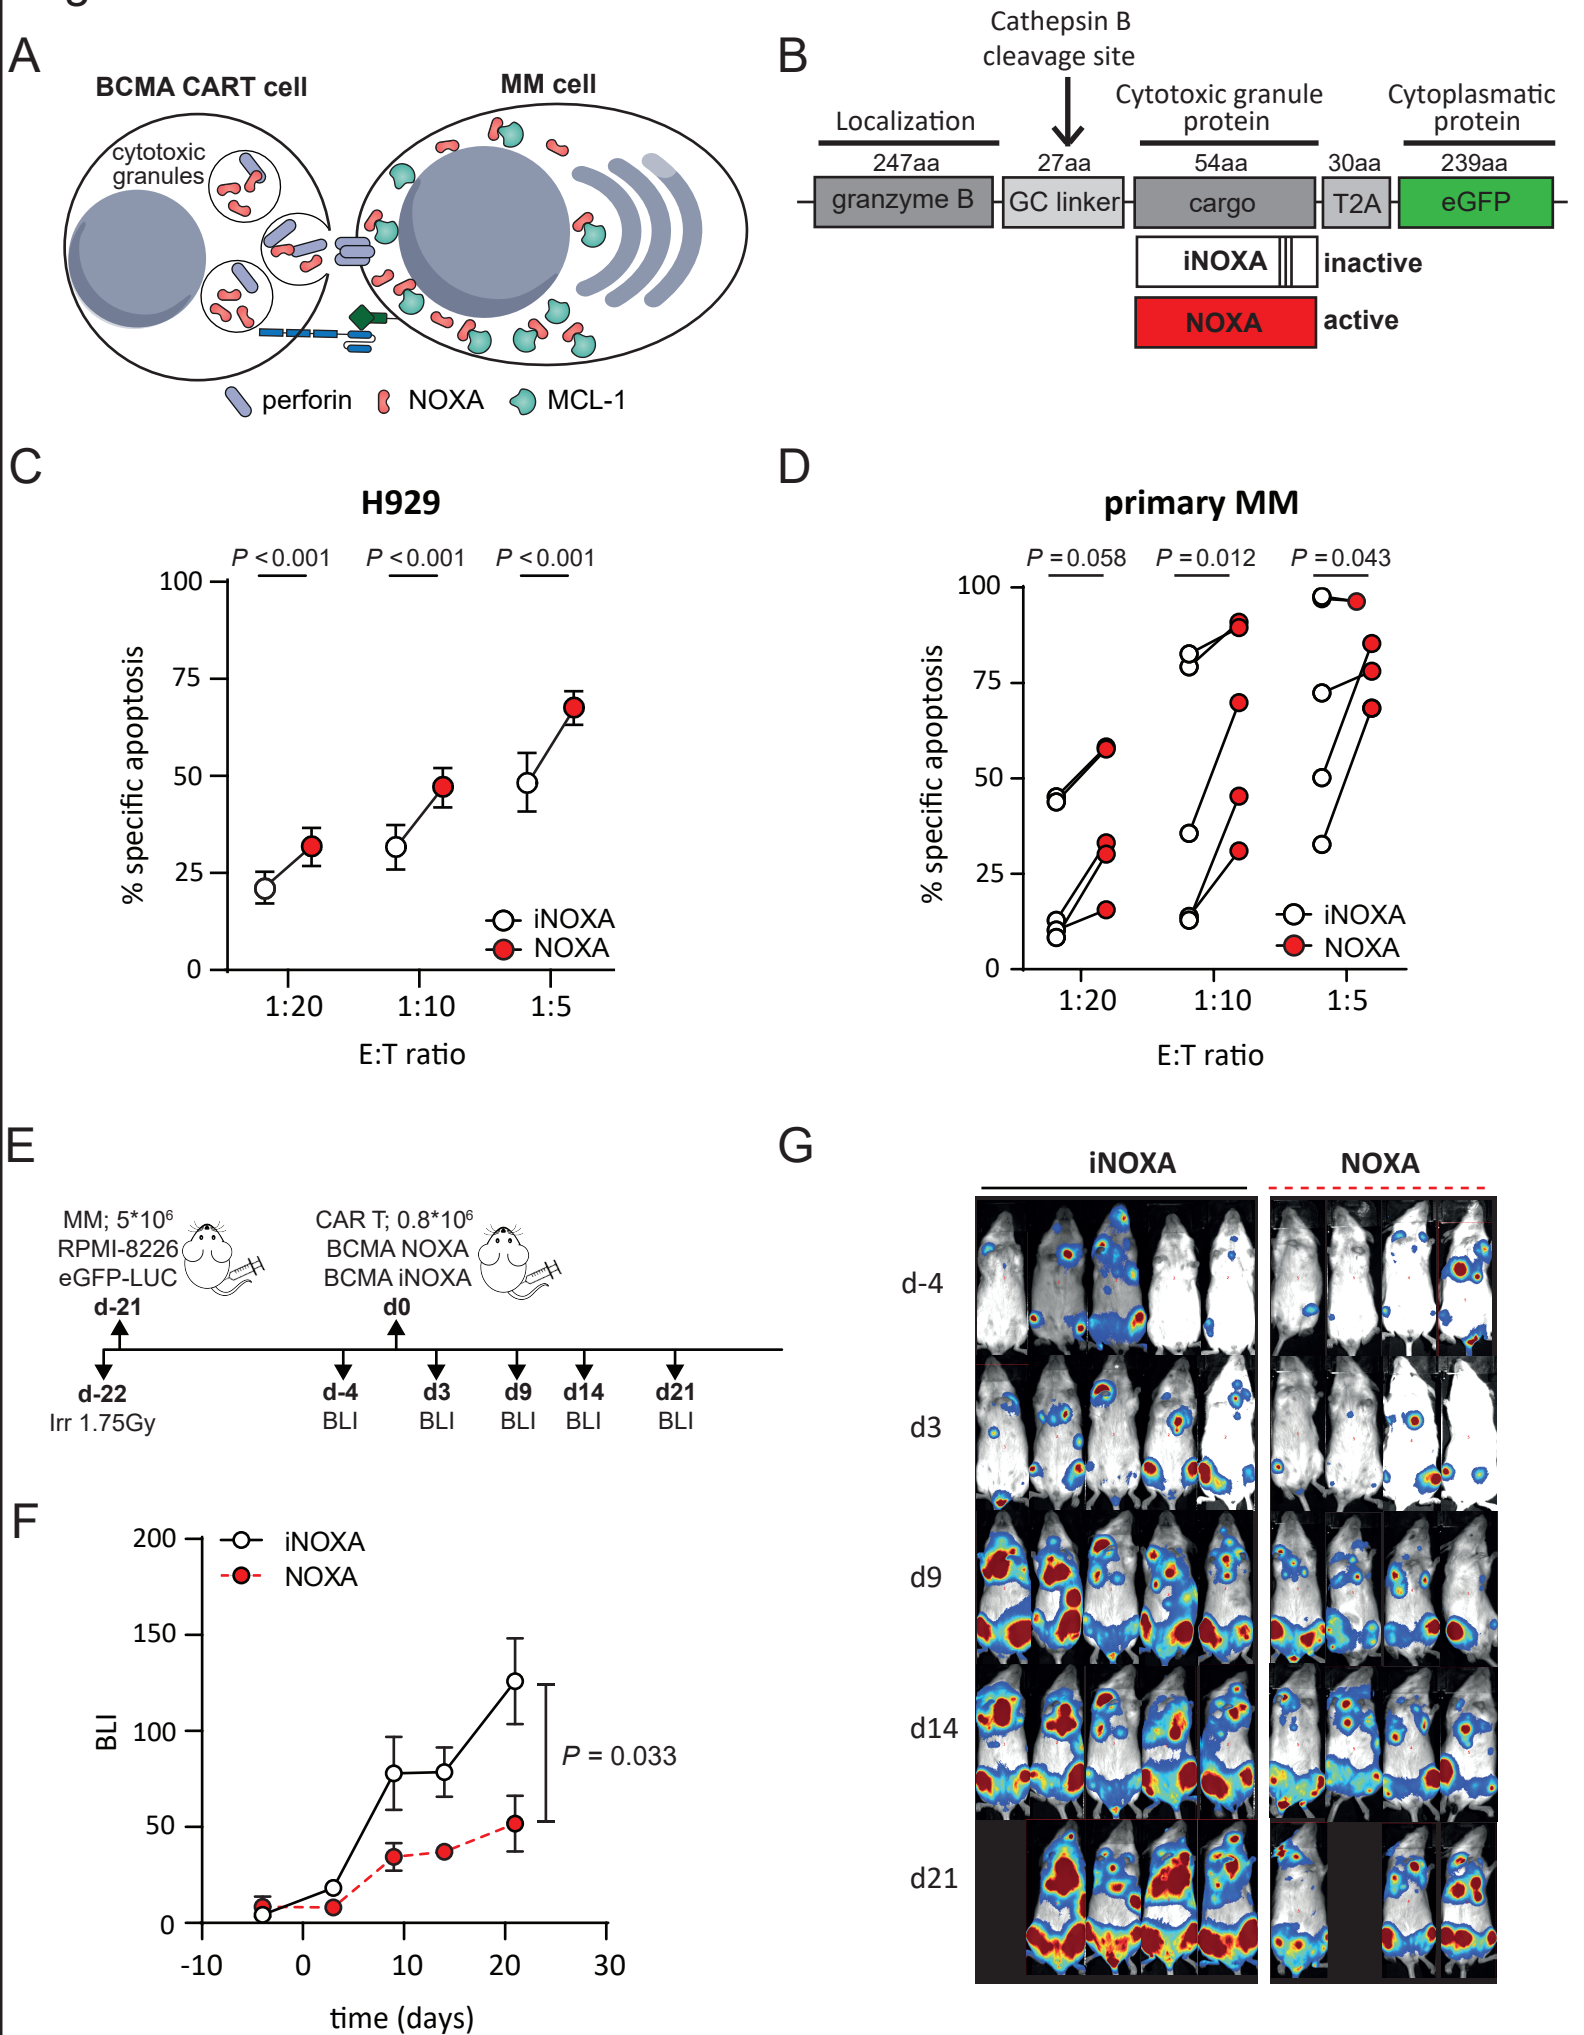 A
BCMA CART cell
MM cell
cytotoxic
granules
perforin
NOXA
MCL-1
B
Cathepsin B
cleavage site
Localization
Cytotoxic granule
protein
Cytoplasmatic
protein
247aa
27aa
54aa
30aa
239aa
granzyme B
GC linker
cargo
T2A
eGFP
iNOXA
inactive
NOXA
active
C
H929
P < 0.001
P < 0.001
P < 0.001
100
75
50
25
0
% specific apoptosis
iNOXA
NOXA
1:20
1:10
1:5
E:T ratio
D
primary MM
P = 0.058
P = 0.012
P = 0.043
100
75
50
25
0
% specific apoptosis
iNOXA
NOXA
1:20
1:10
1:5
E:T ratio
E
MM; 5*10⁶
RPMI-8226
eGFP-LUC
d-21
CAR T; 0.8*10⁶
BCMA NOXA
BCMA iNOXA
d0
d-22
Irr 1.75Gy
d-4
BLI
d3
BLI
d9
BLI
d14
BLI
d21
BLI
F
200
150
100
50
0
BLI
iNOXA
NOXA
P = 0.033
-10
0
10
20
30
time (days)
G
iNOXA
NOXA
d-4
d3
d9
d14
d21